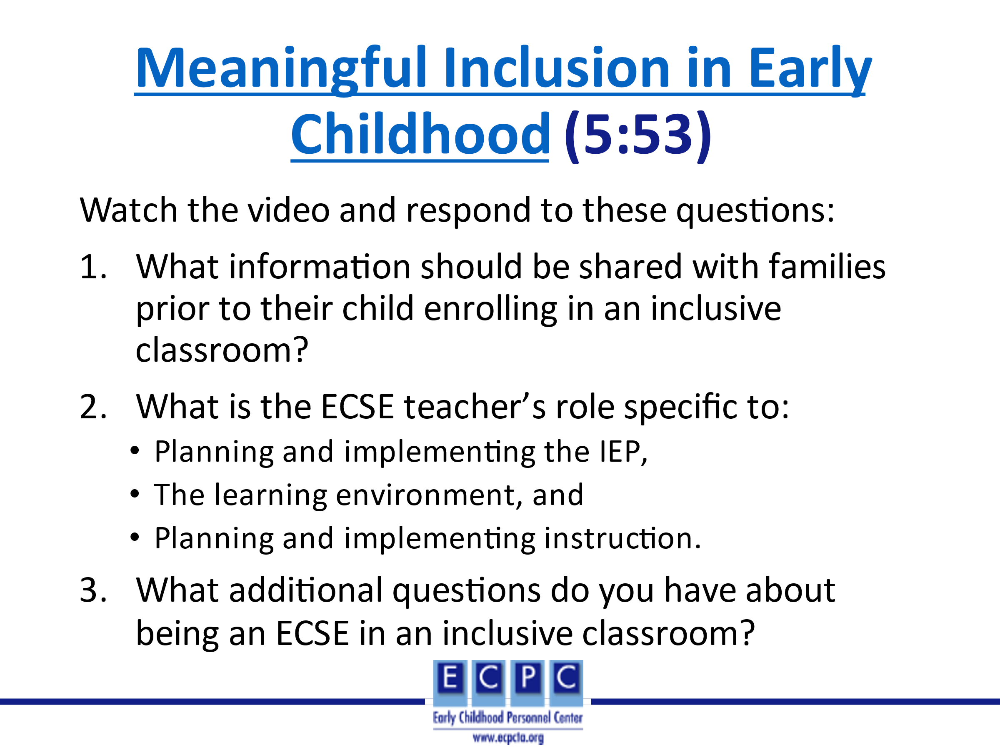 Meaningful Inclusion in Early
Childhood (5:53)
Watch the video and respond to these questions:
1. What information should be shared with families
prior to their child enrolling in an inclusive
classroom?
2. What is the ECSE teacher’s role specific to:
• Planning and implementing the IEP,
• The learning environment, and
• Planning and implementing instruction.
3. What additional questions do you have about
being an ECSE in an inclusive classroom?
E C P C
Early Childhood Personnel Center
www.ecpcta.org